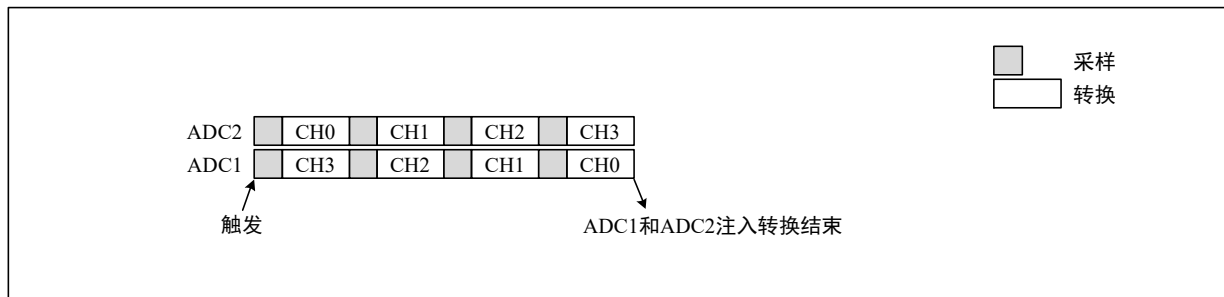 采样
转换
ADC2 CH0 CH1 CH2 CH3
ADC1 CH3 CH2 CH1 CH0
触发
ADC1和ADC2注入转换结束